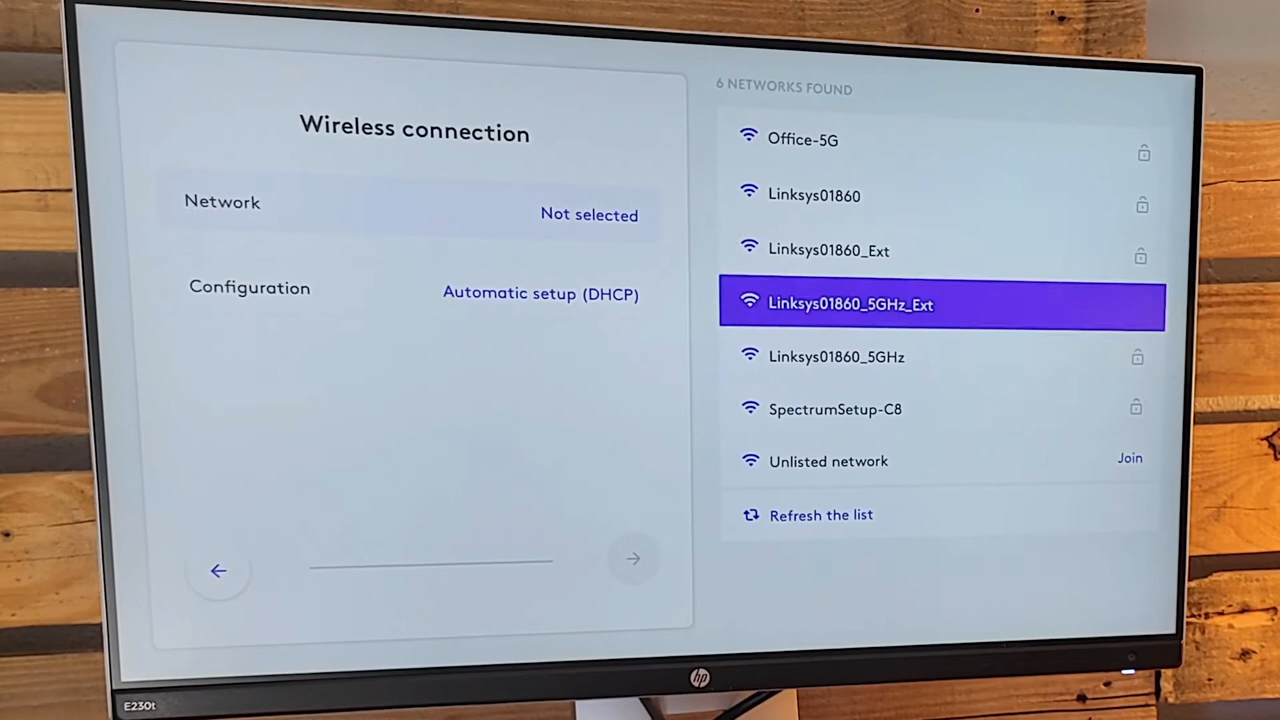 Wireless connection
Network
Not selected
Configuration
Automatic setup (DHCP)
6 NETWORKS FOUND
Office-5G
Linksys01860
Linksys01860_Ext
Linksys01860_5GHz_Ext
Linksys01860_5GHz
SpectrumSetup-C8
Unlisted network
Join
Refresh the list
hp
E230t